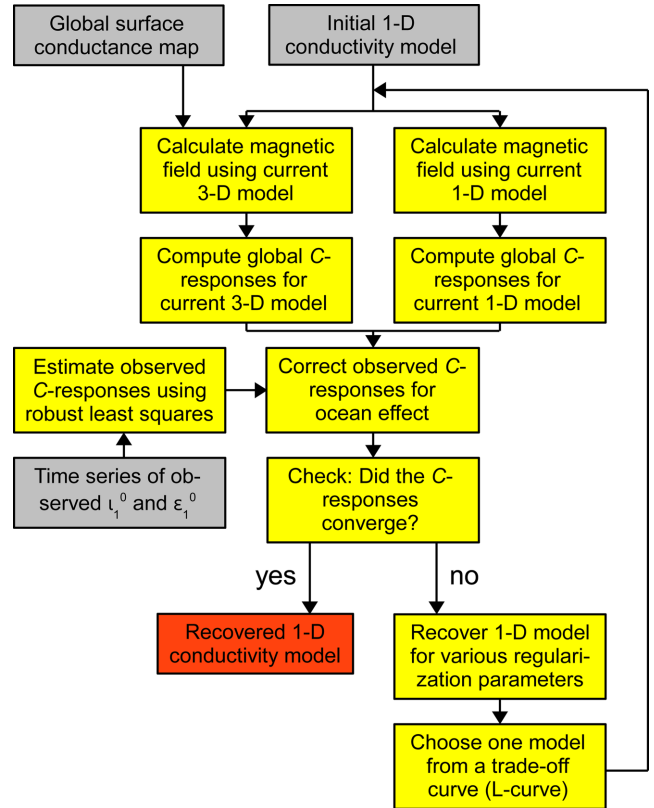 Global surface
conductance map
Initial 1-D
conductivity model
Calculate magnetic
field using current
3-D model
Calculate magnetic
field using current
1-D model
Compute global C-
responses for
current 3-D model
Compute global C-
responses for
current 1-D model
Estimate observed
C-responses using
robust least squares
Correct observed C-
responses for
ocean effect
Time series of ob-
served ι₁⁰ and ε₁⁰
Check: Did the C-
responses
converge?
yes
no
Recovered 1-D
conductivity model
Recover 1-D model
for various regulari-
zation parameters
Choose one model
from a trade-off
curve (L-curve)